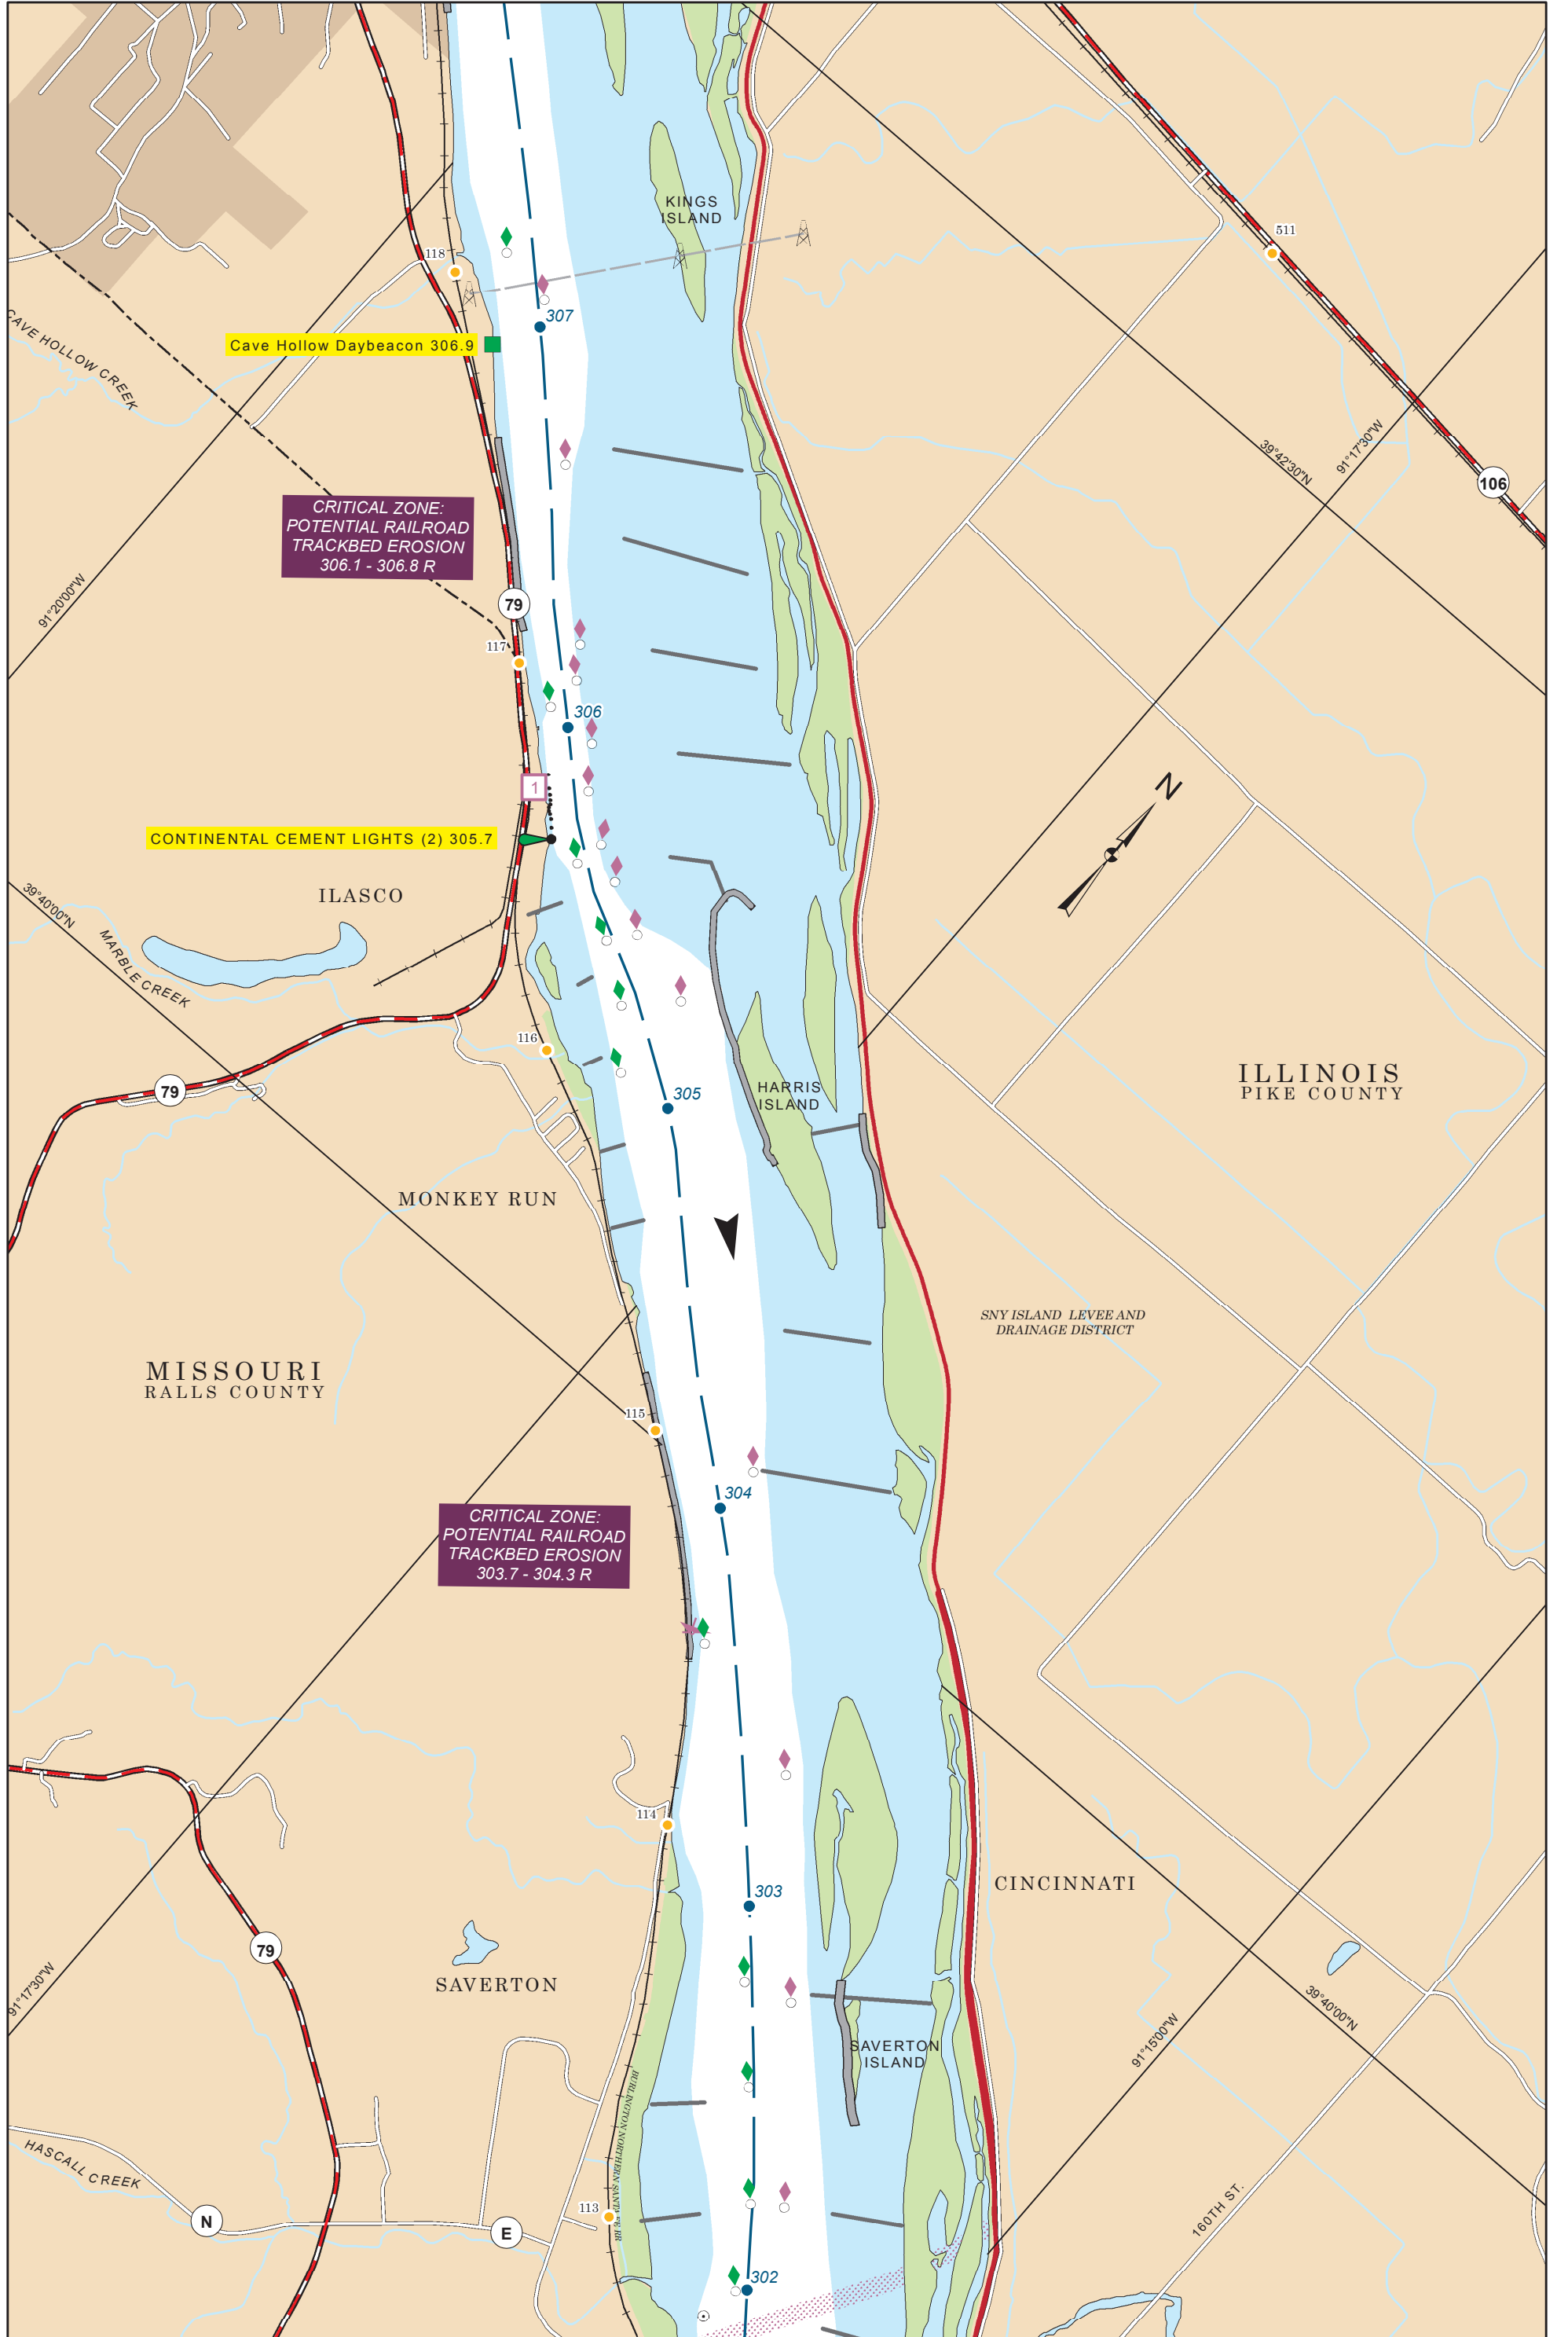 KINGS
ISLAND
511
118
307
CAVE HOLLOW CREEK
Cave Hollow Daybeacon 306.9
39°42'30"N
91°17'30"W
106
CRITICAL ZONE:
POTENTIAL RAILROAD
TRACKBED EROSION
306.1 - 306.8 R
91°20'00"W
79
117
306
1
N
CONTINENTAL CEMENT LIGHTS (2) 305.7
ILASCO
39°40'00"N
MARBLE CREEK
116
79
305
HARRIS
ISLAND
ILLINOIS
PIKE COUNTY
MONKEY RUN
SNY ISLAND LEVEE AND
DRAINAGE DISTRICT
MISSOURI
RALLS COUNTY
115
304
CRITICAL ZONE:
POTENTIAL RAILROAD
TRACKBED EROSION
303.7 - 304.3 R
114
303
CINCINNATI
79
SAVERTON
91°17'30"W
39°40'00"N
91°15'00"W
SAVERTON
ISLAND
BURLINGTON NORTHERN SANTA FE RR
HASCALL CREEK
113
N
E
160TH ST.
302